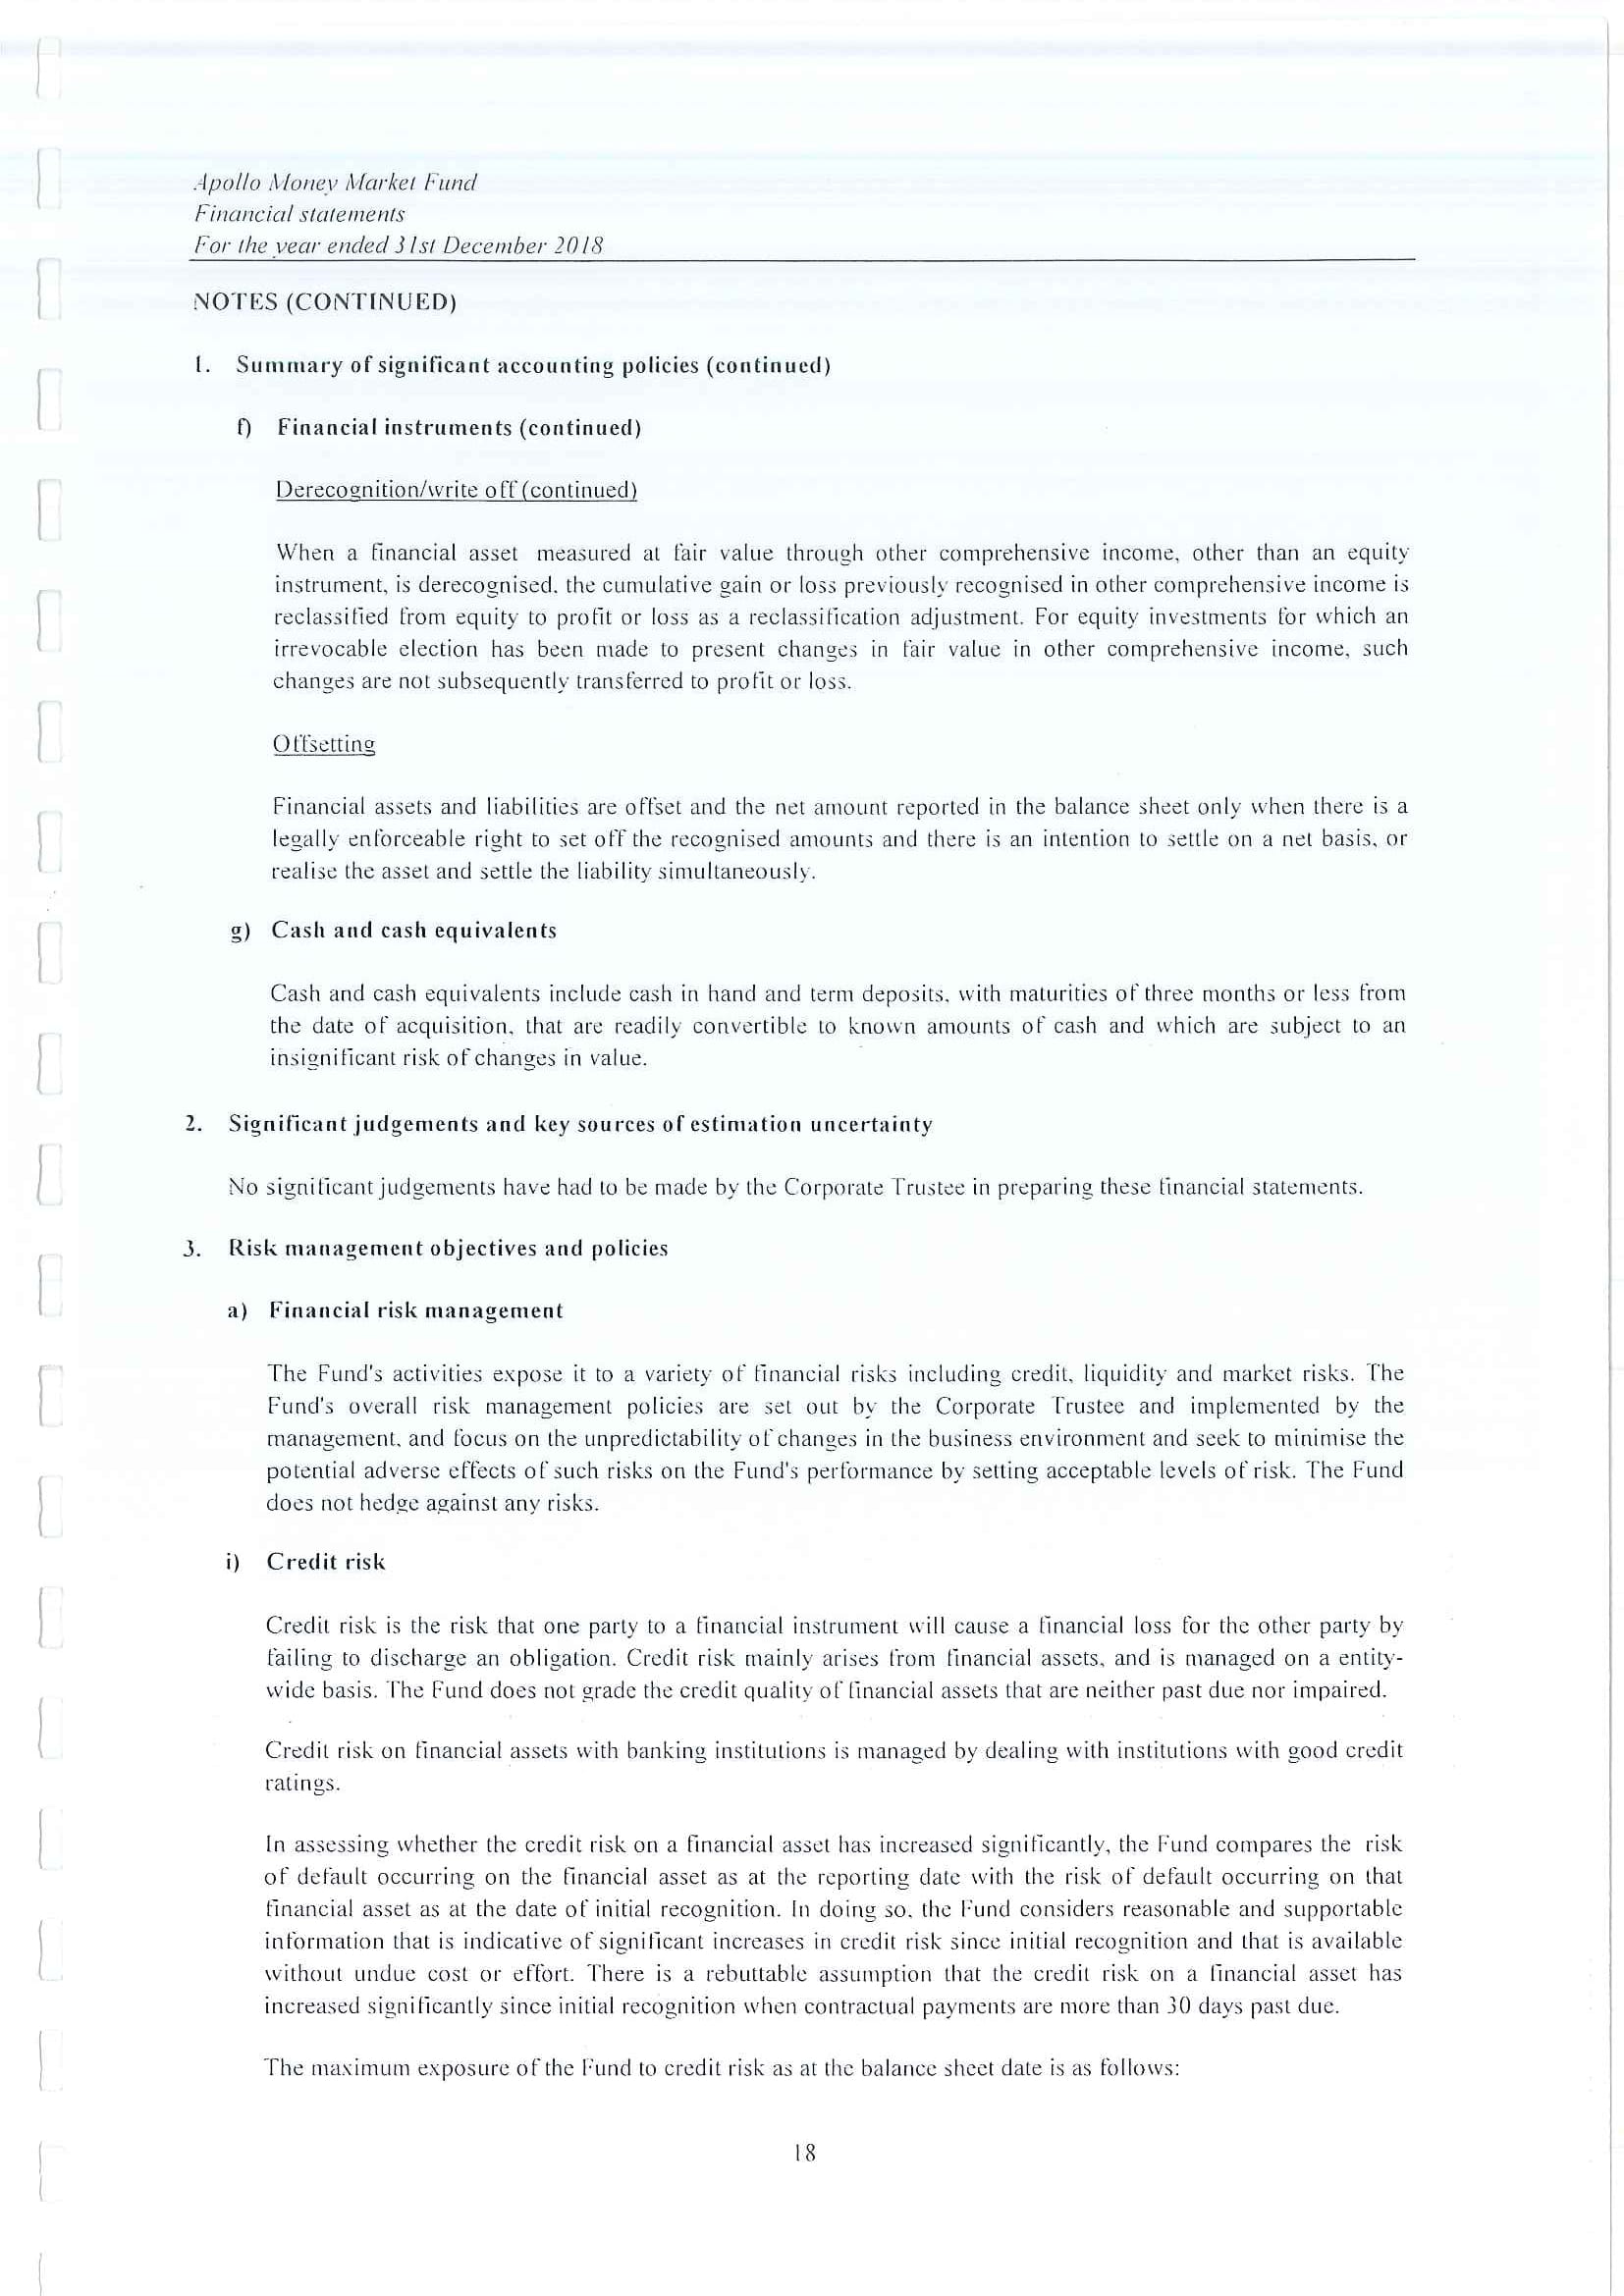 Apollo Money Market Fund
Financial statements
For the year ended 31st December 2018
NOTES (CONTINUED)
1. Summary of significant accounting policies (continued)
f) Financial instruments (continued)
Derecognition/write off (continued)
When a financial asset measured at fair value through other comprehensive income, other than an equity
instrument, is derecognised, the cumulative gain or loss previously recognised in other comprehensive income is
reclassified from equity to profit or loss as a reclassification adjustment. For equity investments for which an
irrevocable election has been made to present changes in fair value in other comprehensive income, such
changes are not subsequently transferred to profit or loss.
Offsetting
Financial assets and liabilities are offset and the net amount reported in the balance sheet only when there is a
legally enforceable right to set off the recognised amounts and there is an intention to settle on a net basis, or
realise the asset and settle the liability simultaneously.
g) Cash and cash equivalents
Cash and cash equivalents include cash in hand and term deposits, with maturities of three months or less from
the date of acquisition, that are readily convertible to known amounts of cash and which are subject to an
insignificant risk of changes in value.
2. Significant judgements and key sources of estimation uncertainty
No significant judgements have had to be made by the Corporate Trustee in preparing these financial statements.
3. Risk management objectives and policies
a) Financial risk management
The Fund's activities expose it to a variety of financial risks including credit, liquidity and market risks. The
Fund's overall risk management policies are set out by the Corporate Trustee and implemented by the
management, and focus on the unpredictability of changes in the business environment and seek to minimise the
potential adverse effects of such risks on the Fund's performance by setting acceptable levels of risk. The Fund
does not hedge against any risks.
i) Credit risk
Credit risk is the risk that one party to a financial instrument will cause a financial loss for the other party by
failing to discharge an obligation. Credit risk mainly arises from financial assets, and is managed on a entity-
wide basis. The Fund does not grade the credit quality of financial assets that are neither past due nor impaired.
Credit risk on financial assets with banking institutions is managed by dealing with institutions with good credit
ratings.
In assessing whether the credit risk on a financial asset has increased significantly, the Fund compares the risk
of default occurring on the financial asset as at the reporting date with the risk of default occurring on that
financial asset as at the date of initial recognition. In doing so, the Fund considers reasonable and supportable
information that is indicative of significant increases in credit risk since initial recognition and that is available
without undue cost or effort. There is a rebuttable assumption that the credit risk on a financial asset has
increased significantly since initial recognition when contractual payments are more than 30 days past due.
The maximum exposure of the Fund to credit risk as at the balance sheet date is as follows:
18